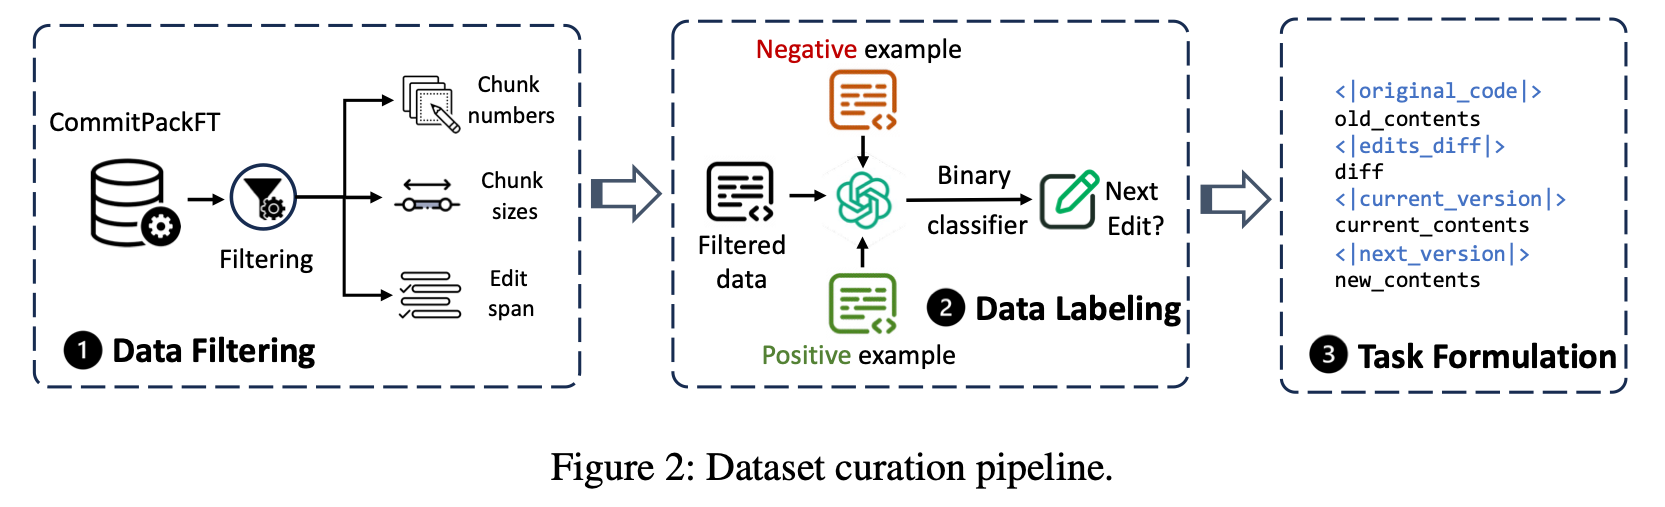 CommitPackFT
Filtering
Chunk
numbers
Chunk
sizes
Edit
span
1 Data Filtering
Negative example
Filtered
data
Binary
classifier
Next
Edit?
2 Data Labeling
Positive example
<|original_code|>
old_contents
<|edits_diff|>
diff
<|current_version|>
current_contents
<|next_version|>
new_contents
3 Task Formulation
Figure 2: Dataset curation pipeline.